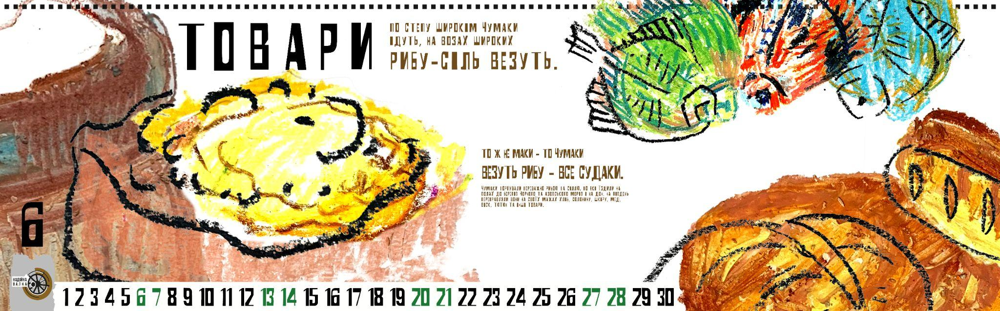 ТОВАРИ
ПО СТЕПУ ШИРОКІМ ЧУМАКИ
ІДУТЬ, НА ВОЗАХ ШИРОКИХ
РИБУ-СІЛЬ ВЕЗУТЬ.
ТО Ж НЕ МАКИ - ТО ЧУМАКИ
ВЕЗУТЬ РИБУ - ВСЕ СУДАКИ.
ЧУМАКИ ТОРГУВАЛИ ПЕРЕВАЖНО РИБОЮ ТА СІЛЛЮ, ПО ЯКІ ЇЗДИЛИ НА
ВОЛАХ ДО БЕРЕГІВ ЧОРНОГО ТА АЗОВСЬКОГО МОРІВ І НА ДОН. НА ПІВДЕНЬ
ПЕРЕПРАВЛЯЛИ ВОНИ НА СВОЇХ МАЖАХ ХЛІБ, СОЛОНИНУ, ШКІРУ, МЕД,
ВІСК, ТЮТЮН ТА ІНШІ ТОВАРИ.
6
НАДІЙНА
ВАЛКА
1 2 3 4 5 6 7 8 9 10 11 12 13 14 15 16 17 18 19 20 21 22 23 24 25 26 27 28 29 30